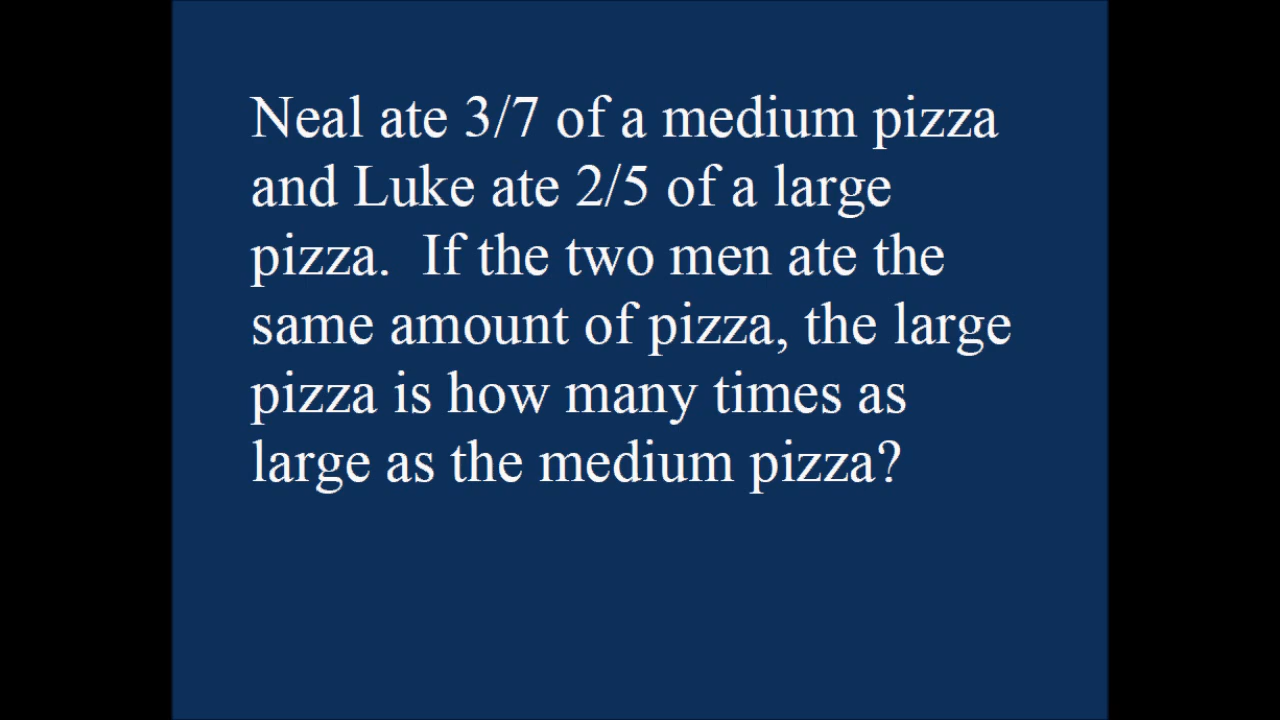 Neal ate 3/7 of a medium pizza
and Luke ate 2/5 of a large
pizza.  If the two men ate the
same amount of pizza, the large
pizza is how many times as
large as the medium pizza?